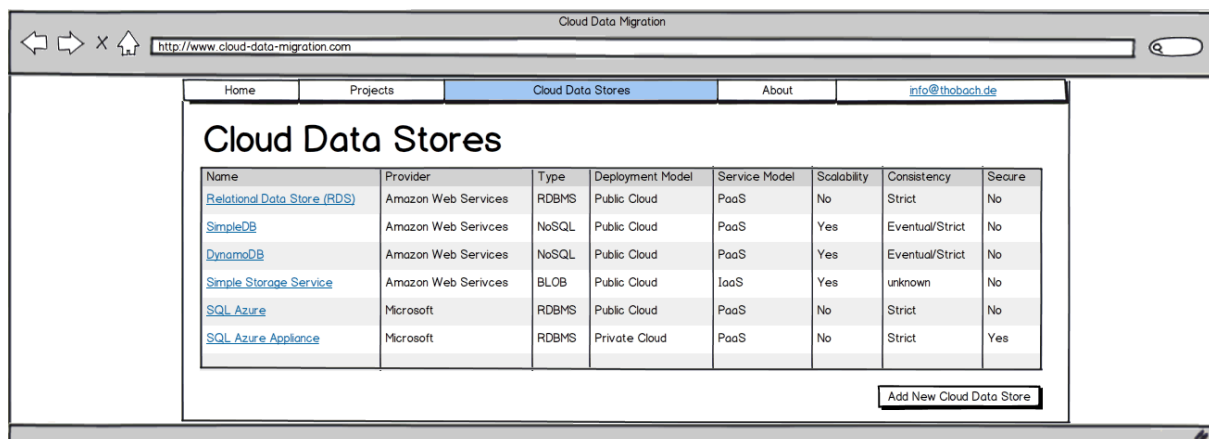 Cloud Data Migration
http://www.cloud-data-migration.com
Home Projects Cloud Data Stores About info@thobach.de
Cloud Data Stores
Name Provider Type Deployment Model Service Model Scalability Consistency Secure
Relational Data Store (RDS) Amazon Web Services RDBMS Public Cloud PaaS No Strict No
SimpleDB Amazon Web Serivces NoSQL Public Cloud PaaS Yes Eventual/Strict No
DynamoDB Amazon Web Serivces NoSQL Public Cloud PaaS Yes Eventual/Strict No
Simple Storage Service Amazon Web Serivces BLOB Public Cloud IaaS Yes unknown No
SQL Azure Microsoft RDBMS Public Cloud PaaS No Strict No
SQL Azure Appliance Microsoft RDBMS Private Cloud PaaS No Strict Yes
Add New Cloud Data Store